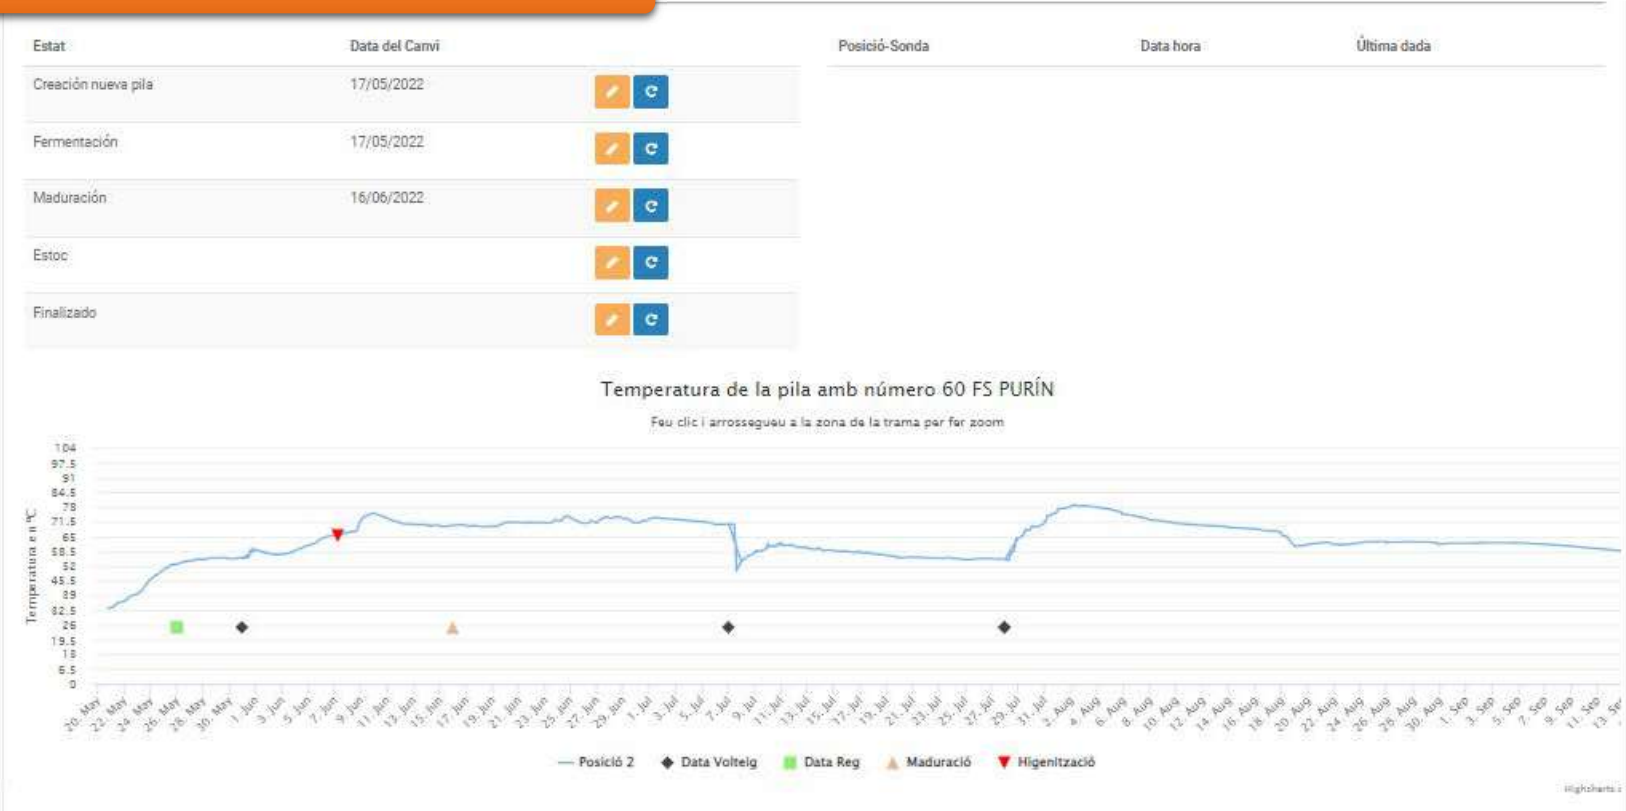 Estat Data del Canvi
Creación nueva pila 17/05/2022
Fermentación 17/05/2022
Maduración 16/06/2022
Estoc
Finalizado
Posició-Sonda Data hora Última dada
Temperatura de la pila amb número 60 FS PURÍN
Feu clic i arrossegueu a la zona de la trama per fer zoom
Temperatura en ºC
104
97.5
91
84.5
78
71.5
65
58.5
52
45.5
39
32.5
26
19.5
13
6.5
0
20. May 22. May 24. May 26. May 28. May 30. May 1. Jun 3. Jun 5. Jun 7. Jun 9. Jun 11. Jun 13. Jun 15. Jun 17. Jun 19. Jun 21. Jun 23. Jun 25. Jun 27. Jun 29. Jun 1. Jul 3. Jul 5. Jul 7. Jul 9. Jul 11. Jul 13. Jul 15. Jul 17. Jul 19. Jul 21. Jul 23. Jul 25. Jul 27. Jul 29. Jul 31. Jul 2. Aug 4. Aug 6. Aug 8. Aug 10. Aug 12. Aug 14. Aug 16. Aug 18. Aug 20. Aug 22. Aug 24. Aug 26. Aug 28. Aug 30. Aug 1. Sep 3. Sep 5. Sep 7. Sep 9. Sep 11. Sep 13. Se
Posició 2 Data Volteig Data Reg Maduració Higenització
Highcharts.c